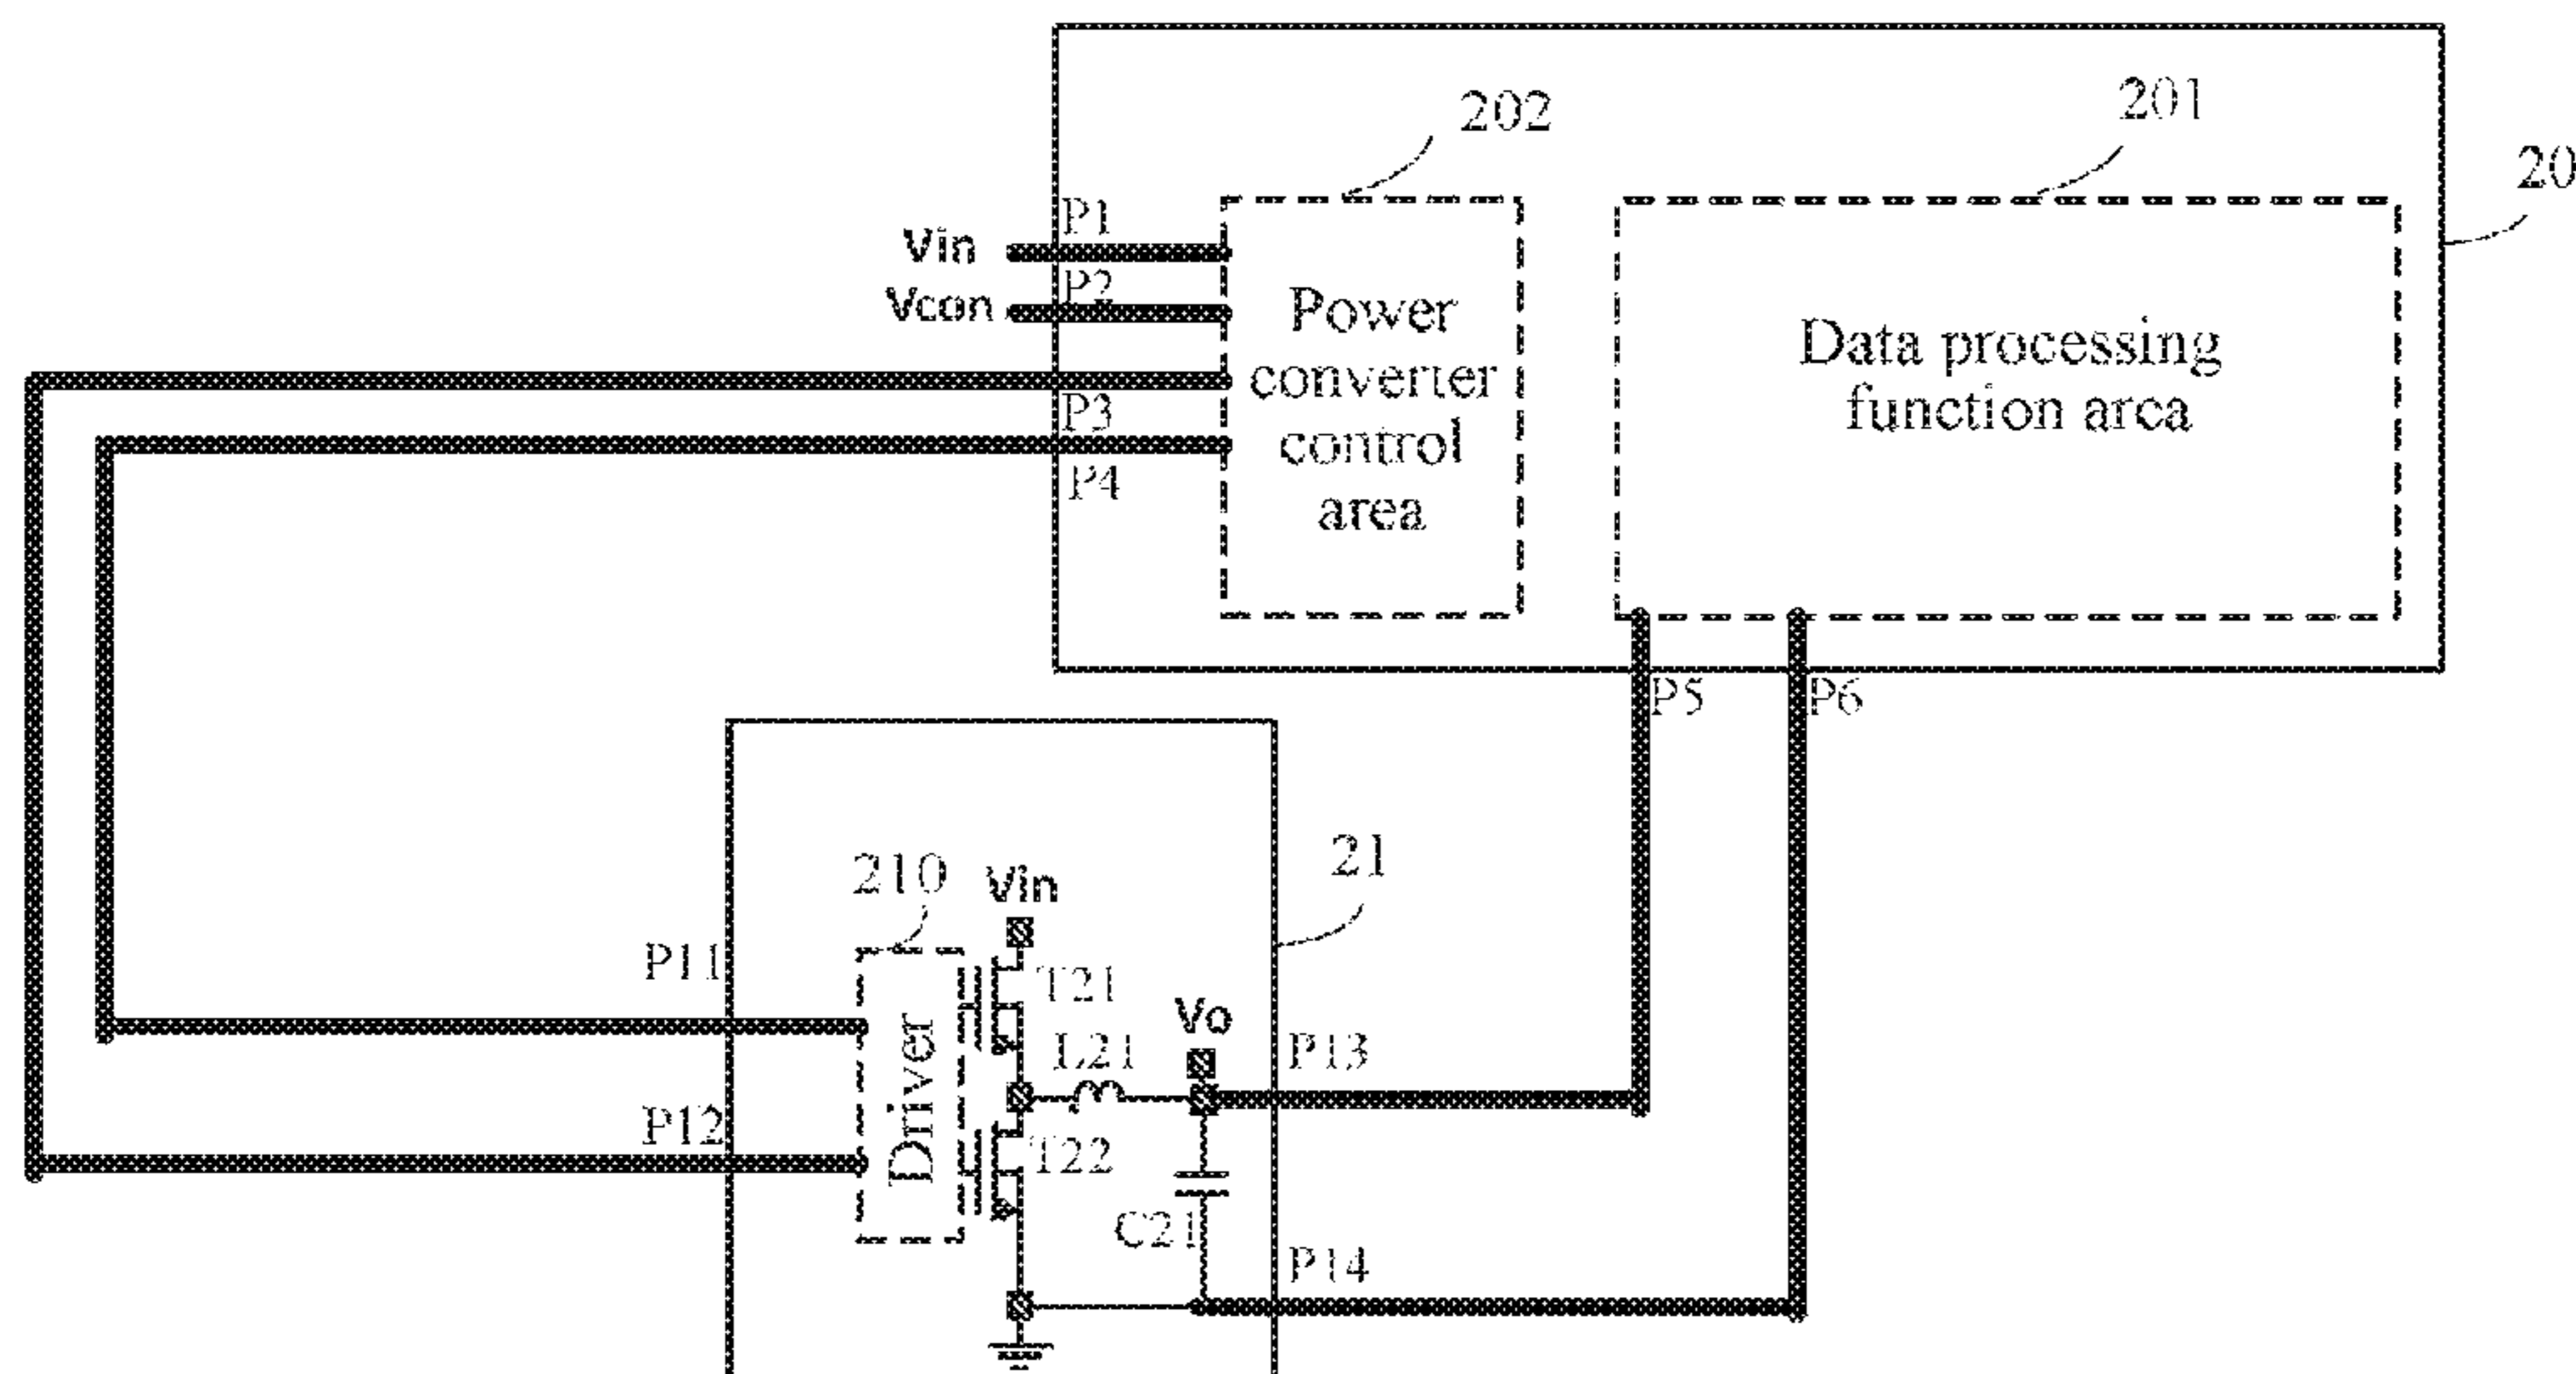 202
201
20
P1
Vin
P2
Vcon
Power
converter
control
area
Data processing
function area
P3
P4
P5
P6
21
210
Vin
P11
T21
Vo
Driver
L21
P13
P12
T22
C21
P14